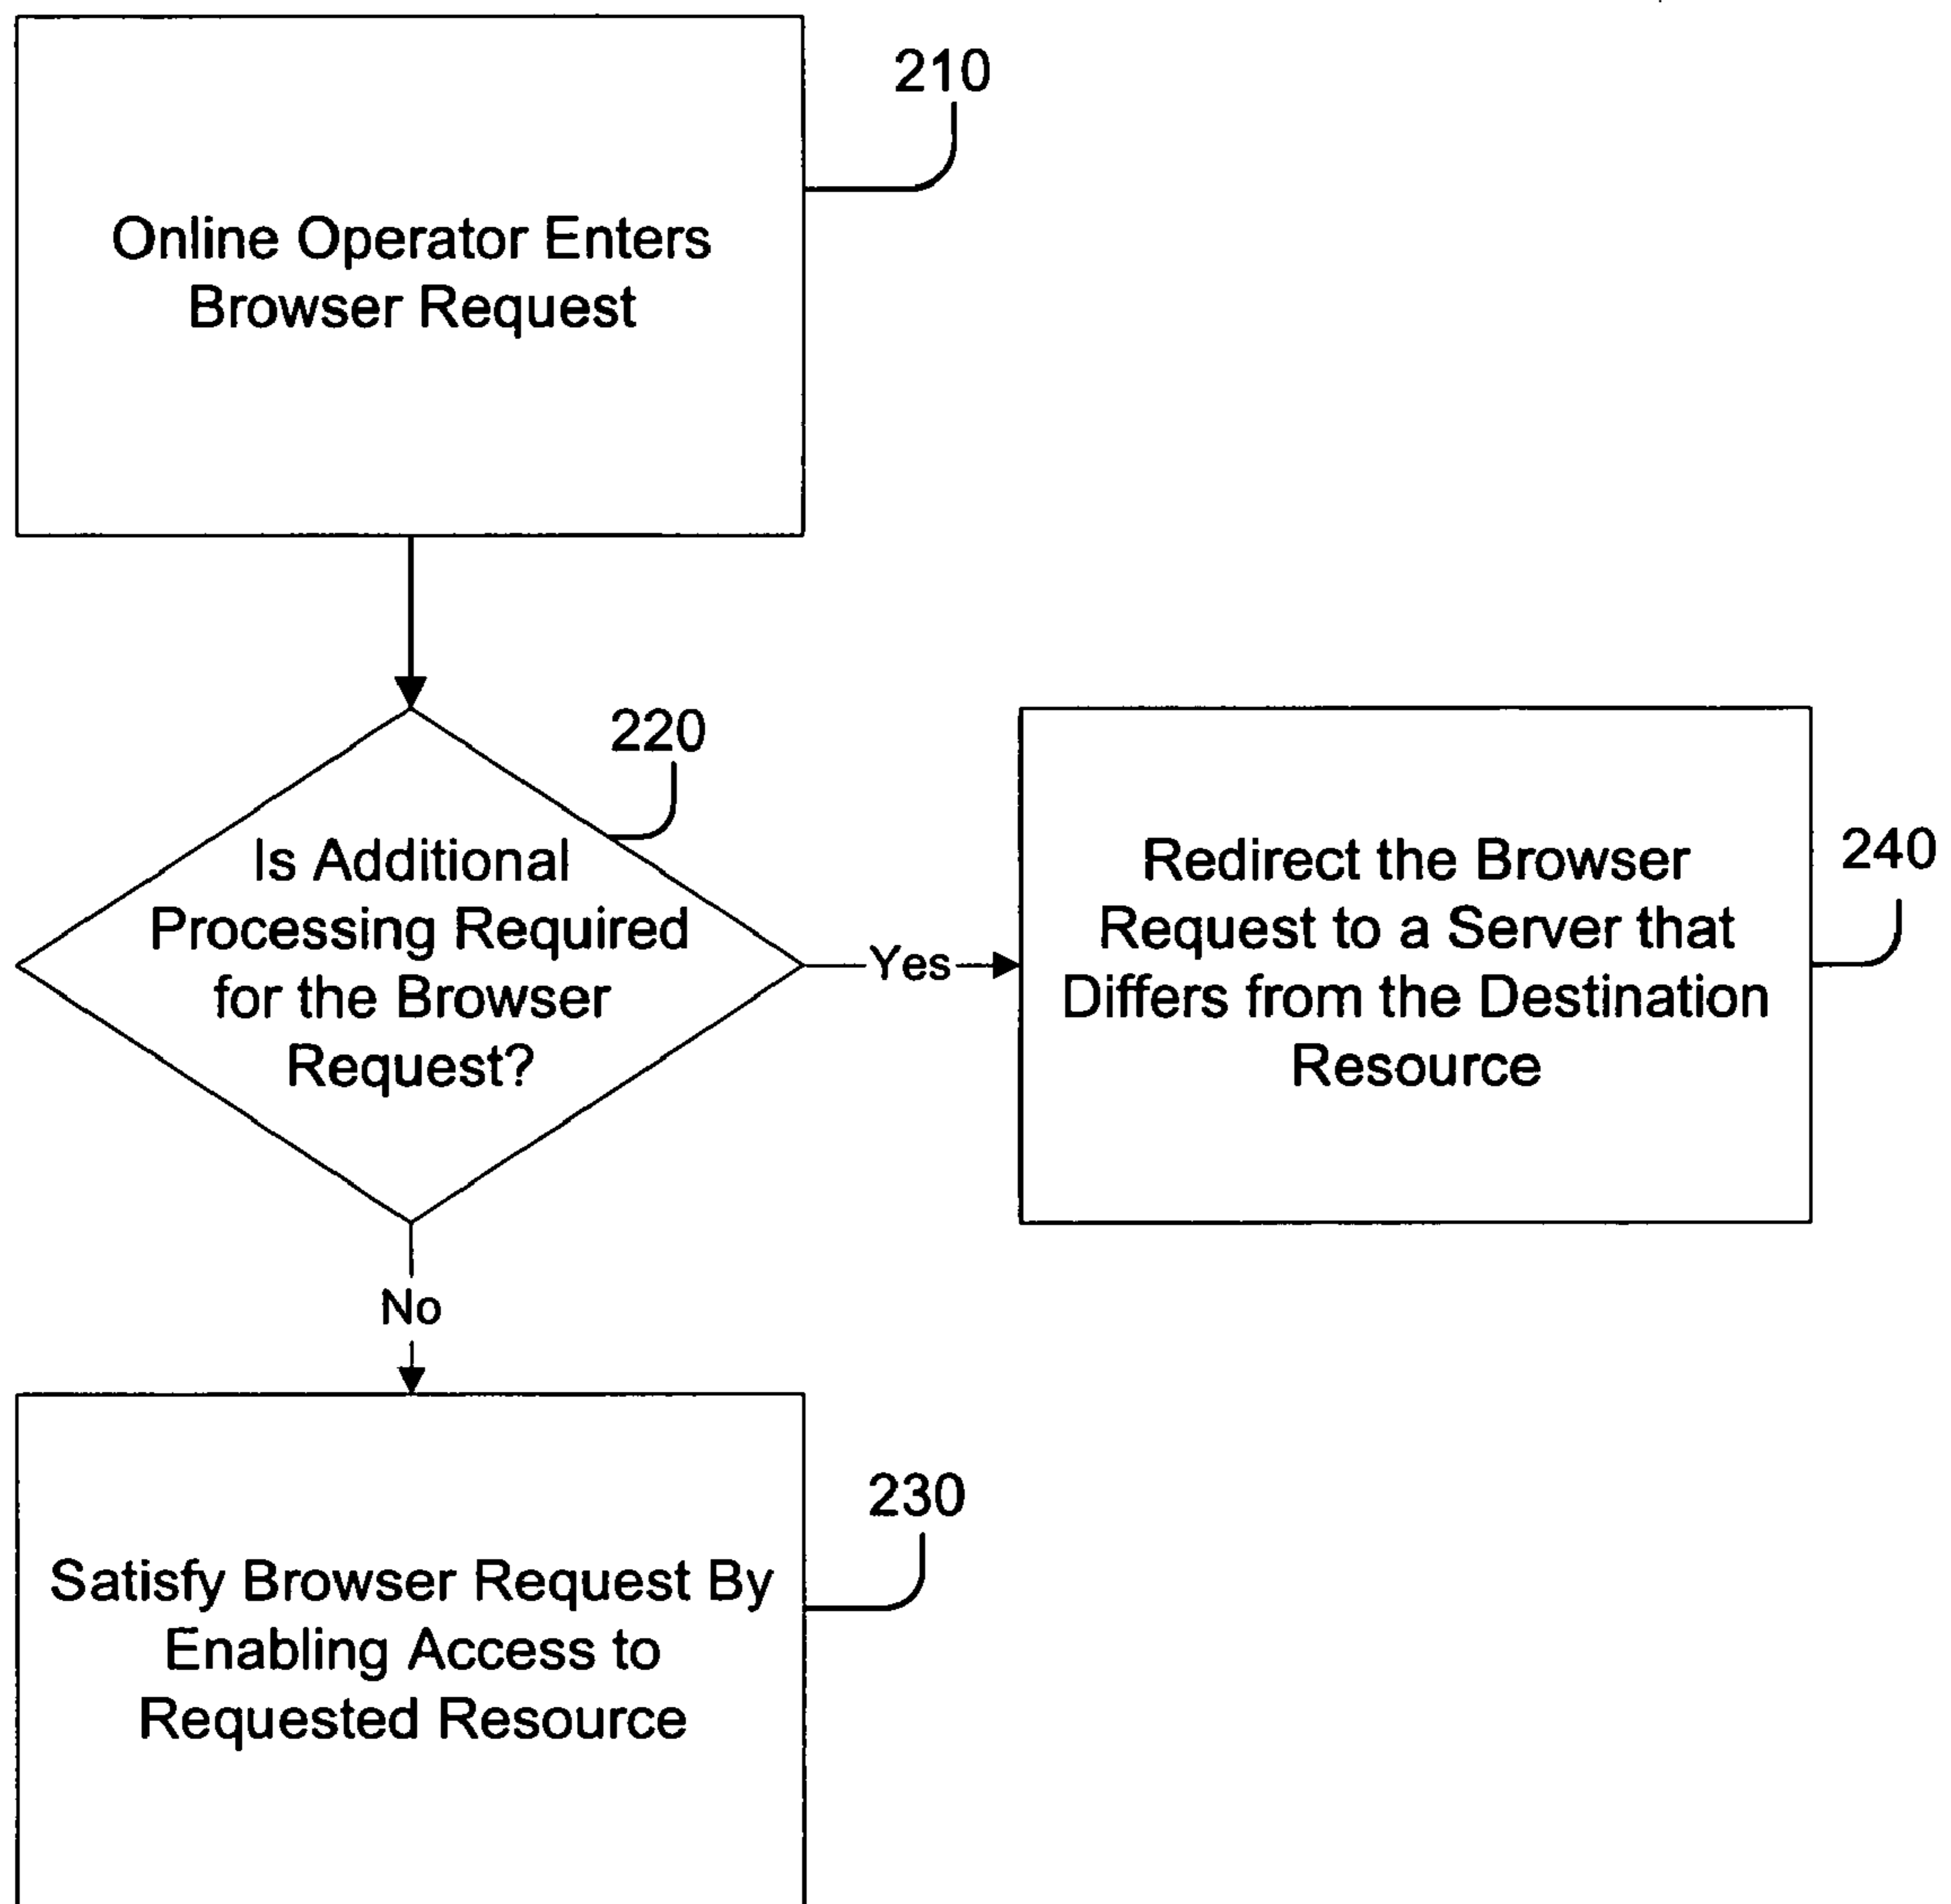 210
Online Operator Enters
Browser Request
220
Is Additional
Processing Required
for the Browser
Request?
Yes
Redirect the Browser
Request to a Server that
Differs from the Destination
Resource
240
No
230
Satisfy Browser Request By
Enabling Access to
Requested Resource